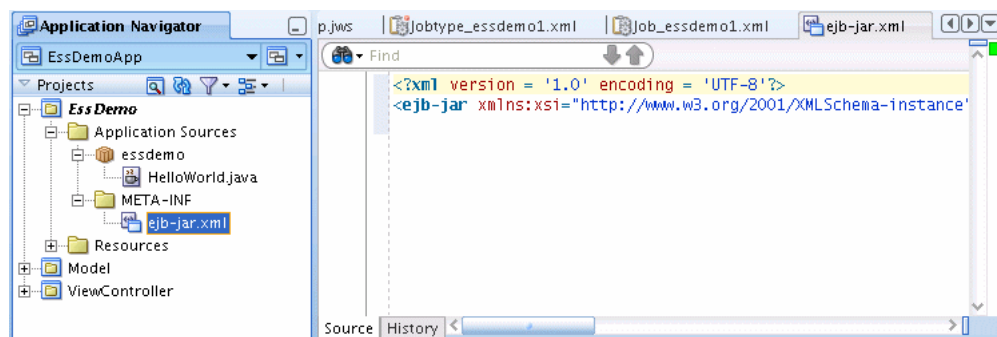 Application Navigator
EssDemoApp
Projects
EssDemo
Application Sources
essdemo
HelloWorld.java
META-INF
ejb-jar.xml
Resources
Model
ViewController
p.jws
Jobtype_essdemo1.xml
Job_essdemo1.xml
ejb-jar.xml
Find
<?xml version = '1.0' encoding = 'UTF-8'?>
<ejb-jar xmlns:xsi="http://www.w3.org/2001/XMLSchema-instance"
Source History